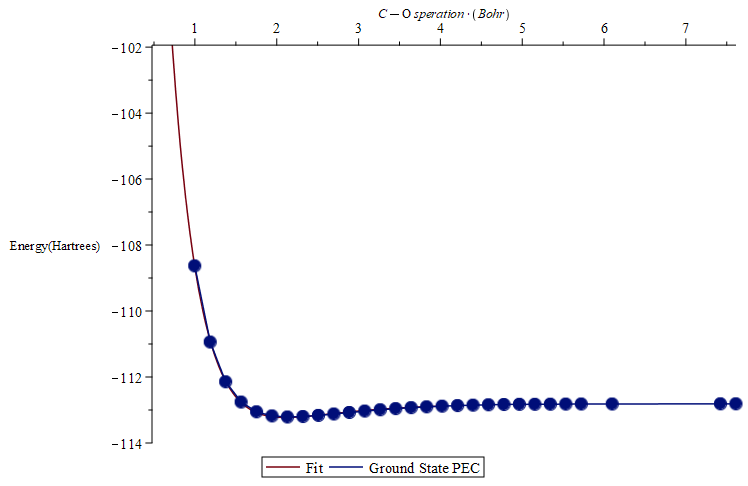 C – O speration · (Bohr)
1 2 3 4 5 6 7
−102
−104
−106
Energy(Hartrees) −108
−110
−112
−114
Fit Ground State PEC